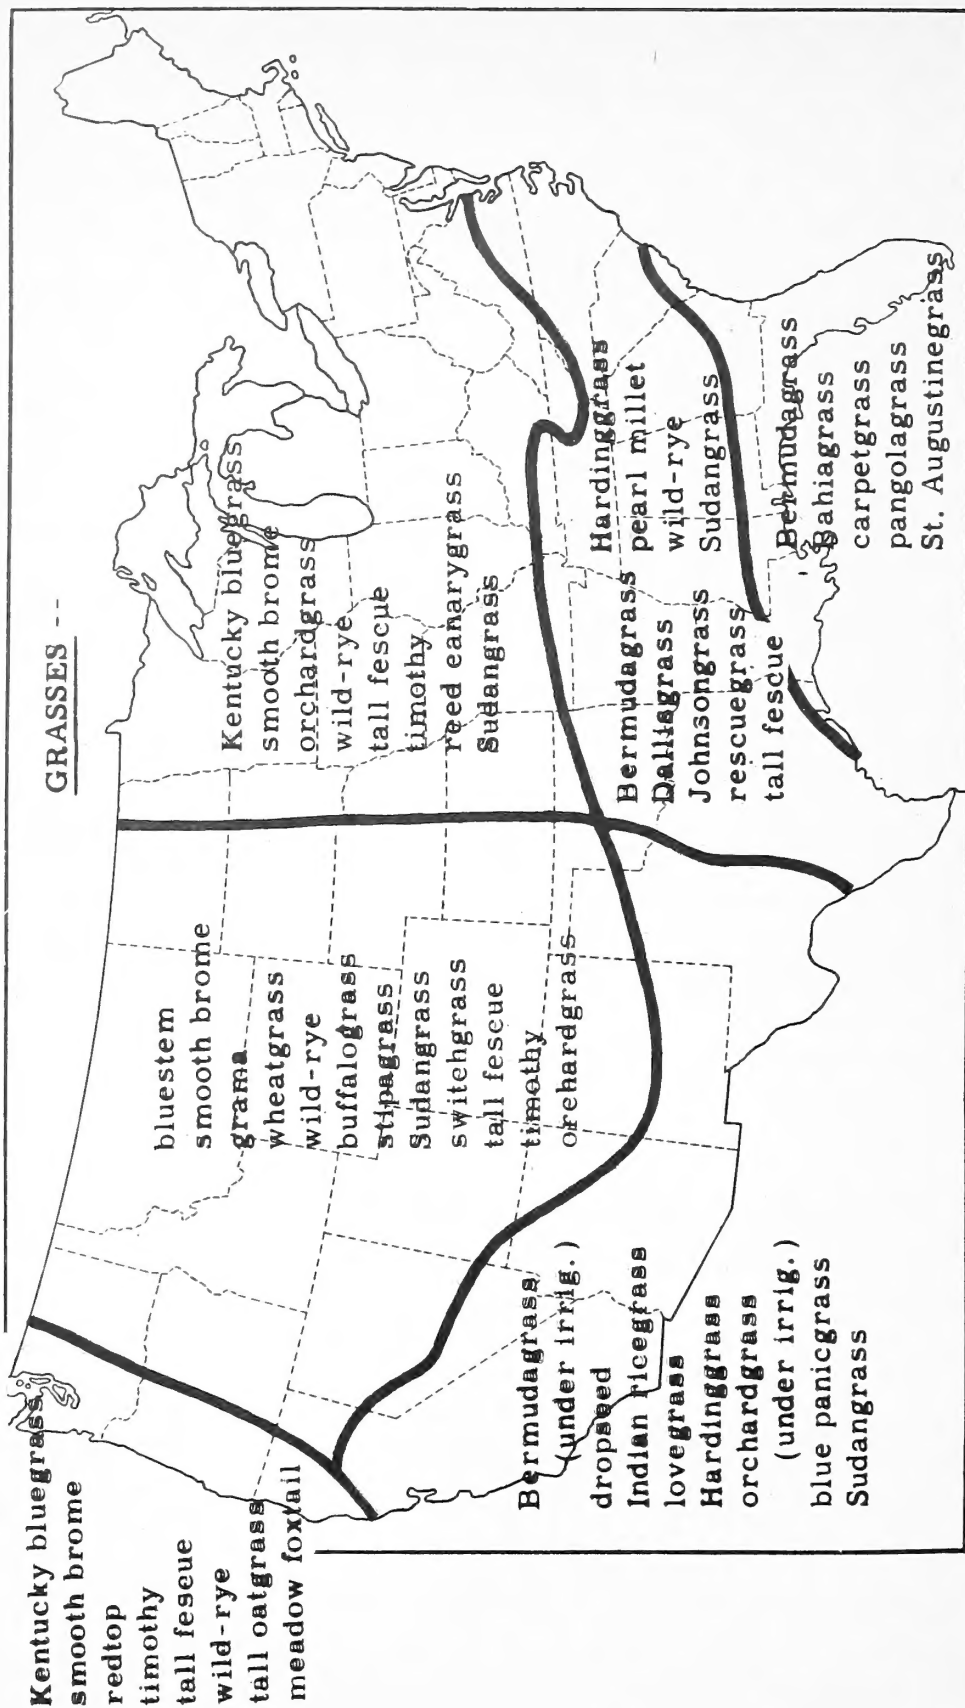 GRASSES --
Kentucky bluegrass
smooth brome
redtop
timothy
tall feseue
wild-rye
tall oatgrass
meadow foxtail
bluestem
smooth brome
grama
wheatgrass
wild-rye
buffalograss
stipagrass
Sudangrass
switchgrass
tall fescue
timothy
orchardgrass
Kentucky bluegrass
smooth brome
orchardgrass
wild-rye
tall fescue
timothy
reed eanarygrass
Sudangrass
Bermudagrass
(under irrig.)
dropseed
Indian ricegrass
lovegrass
Hardinggrass
orchardgrass
(under irrig.)
blue panicgrass
Sudangrass
Bermudagrass
Dallisgrass
Johnsongrass
rescuegrass
tall fescue
Hardinggrass
pearl millet
wild-rye
Sudangrass
Bermudagrass
Bahiagrass
carpetgrass
pangolagrass
St. Augustinegrass